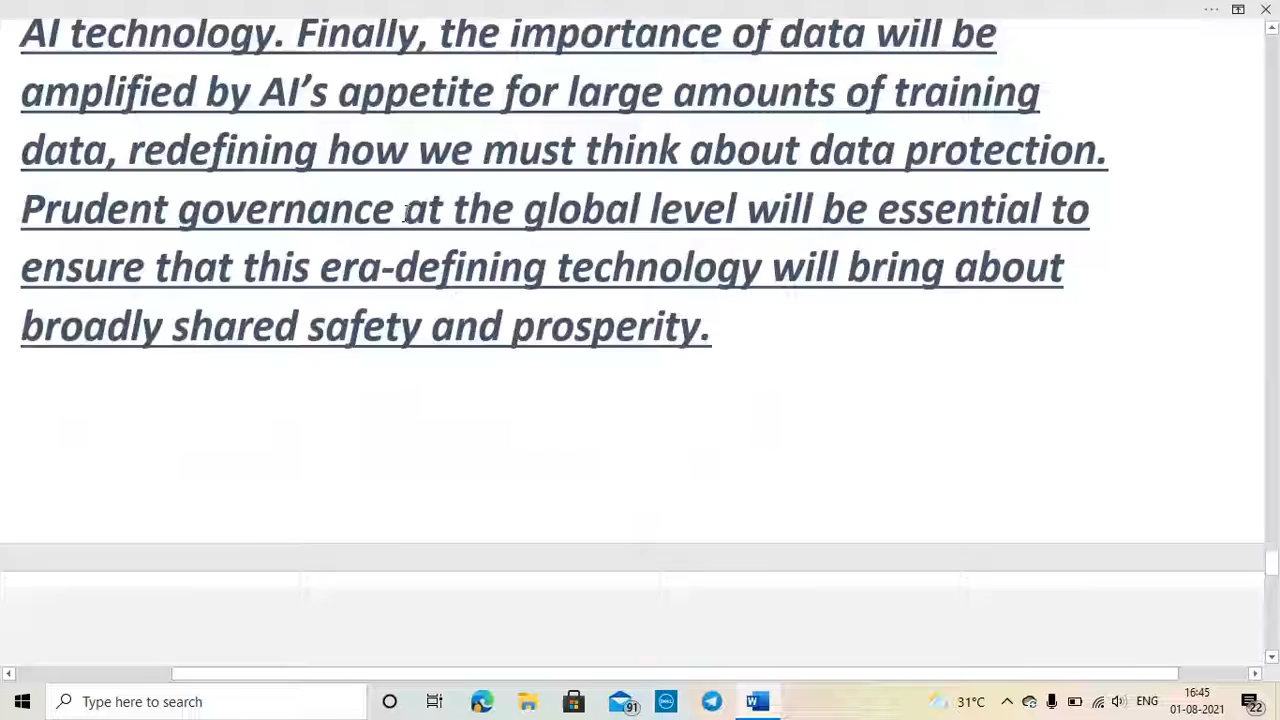 AI technology. Finally, the importance of data will be
amplified by AI’s appetite for large amounts of training
data, redefining how we must think about data protection.
Prudent governance at the global level will be essential to
ensure that this era-defining technology will bring about
broadly shared safety and prosperity.
Type here to search
91
DELL
31°C
ENG
16:45
01-08-2021
22